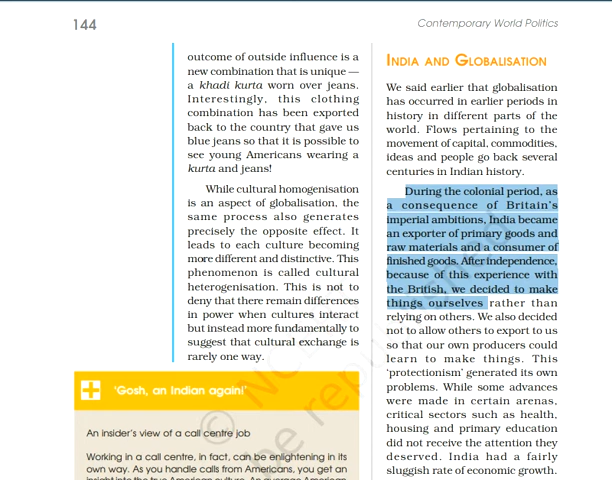 144
Contemporary World Politics
outcome of outside influence is a
new combination that is unique —
a khadi kurta worn over jeans.
Interestingly, this clothing
combination has been exported
back to the country that gave us
blue jeans so that it is possible to
see young Americans wearing a
kurta and jeans!
While cultural homogenisation
is an aspect of globalisation, the
same process also generates
precisely the opposite effect. It
leads to each culture becoming
more different and distinctive. This
phenomenon is called cultural
heterogenisation. This is not to
deny that there remain differences
in power when cultures interact
but instead more fundamentally to
suggest that cultural exchange is
rarely one way.
'Gosh, an Indian again!'
An insider's view of a call centre job
Working in a call centre, in fact, can be enlightening in its
own way. As you handle calls from Americans, you get an
insight into the true American culture. An average American
INDIA AND GLOBALISATION
We said earlier that globalisation
has occurred in earlier periods in
history in different parts of the
world. Flows pertaining to the
movement of capital, commodities,
ideas and people go back several
centuries in Indian history.
During the colonial period, as
a consequence of Britain's
imperial ambitions, India became
an exporter of primary goods and
raw materials and a consumer of
finished goods. After independence,
because of this experience with
the British, we decided to make
things ourselves rather than
relying on others. We also decided
not to allow others to export to us
so that our own producers could
learn to make things. This
'protectionism' generated its own
problems. While some advances
were made in certain arenas,
critical sectors such as health,
housing and primary education
did not receive the attention they
deserved. India had a fairly
sluggish rate of economic growth.